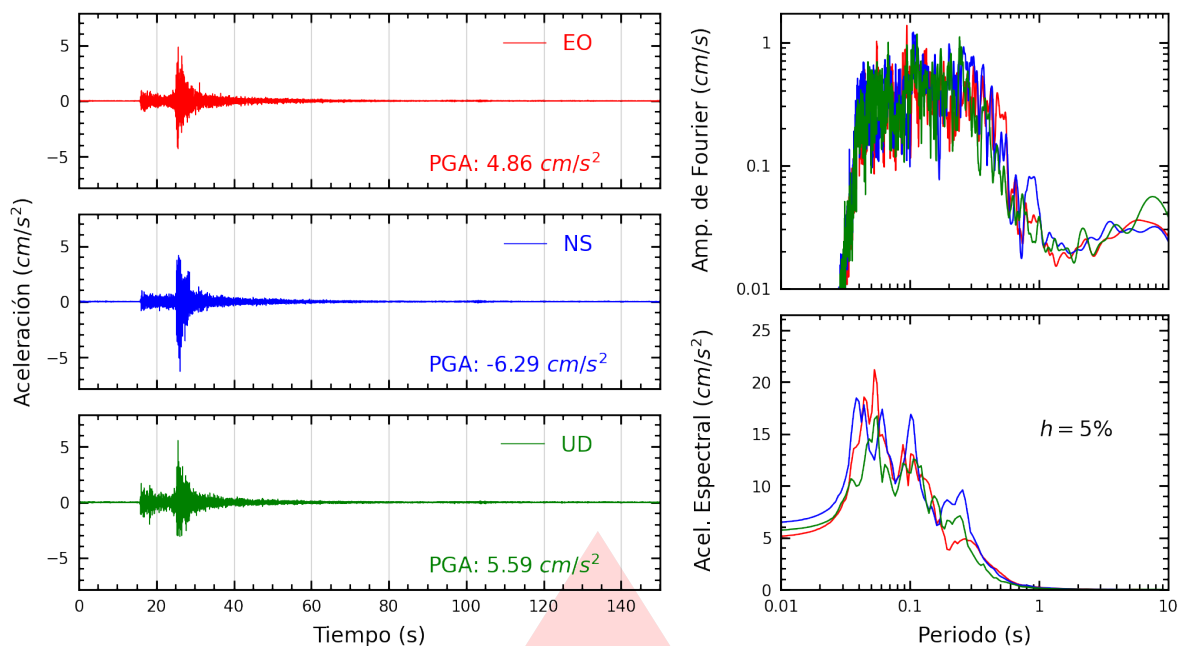 Aceleración (cm/s²)
5
0
−5
EO
PGA: 4.86 cm/s²
5
0
−5
NS
PGA: -6.29 cm/s²
5
0
−5
UD
PGA: 5.59 cm/s²
0 20 40 60 80 100 120 140
Tiempo (s)
Amp. de Fourier (cm/s)
1
0.1
0.01
Acel. Espectral (cm/s²)
25
20
15
10
5
0
h = 5%
0.01 0.1 1 10
Periodo (s)